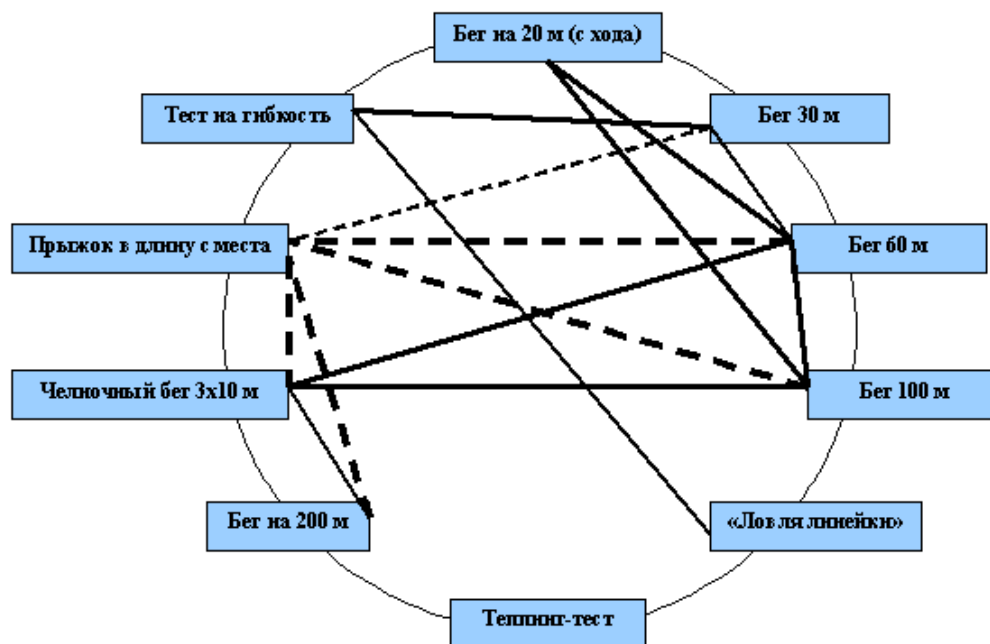 Бег на 20 м (с хода)
Тест на гибкость
Бег 30 м
Прыжок в длину с места
Бег 60 м
Челночный бег 3х10 м
Бег 100 м
Бег на 200 м
«Ловля линейки»
Теппинг-тест